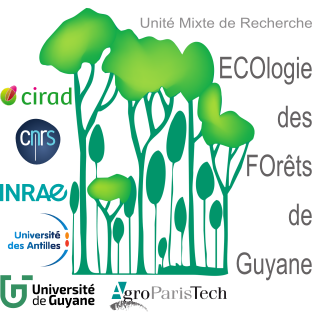 Unité Mixte de Recherche
ECOlogie
des
FOrêts
de
Guyane
cirad
cnrs
INRAE
Université
des Antilles
Université
de Guyane
AgroParisTech